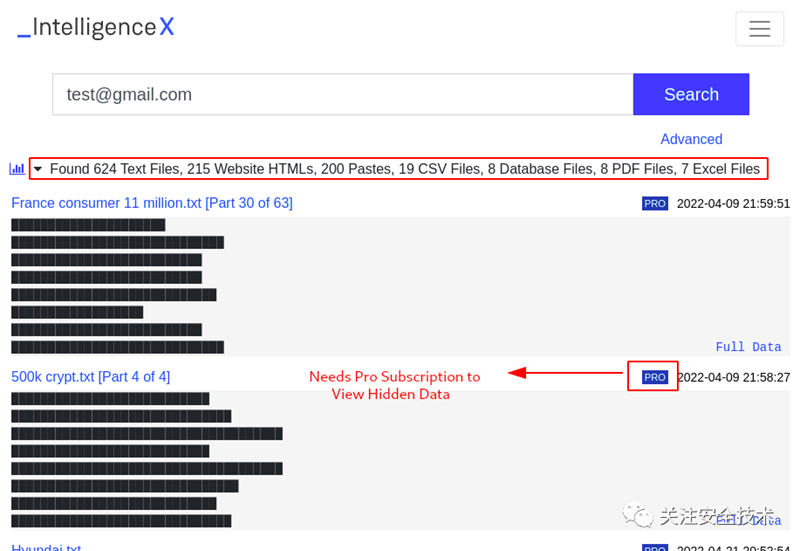 _IntelligenceX
test@gmail.com
Search
Advanced
Found 624 Text Files, 215 Website HTMLs, 200 Pastes, 19 CSV Files, 8 Database Files, 8 PDF Files, 7 Excel Files
France consumer 11 million.txt [Part 30 of 63]
PRO 2022-04-09 21:59:51
Full Data
500k crypt.txt [Part 4 of 4]
PRO 2022-04-09 21:58:27
Needs Pro Subscription to
View Hidden Data
Full Data
关注安全技术
Hyundai.txt
PRO 2022-04-21 20:52:54